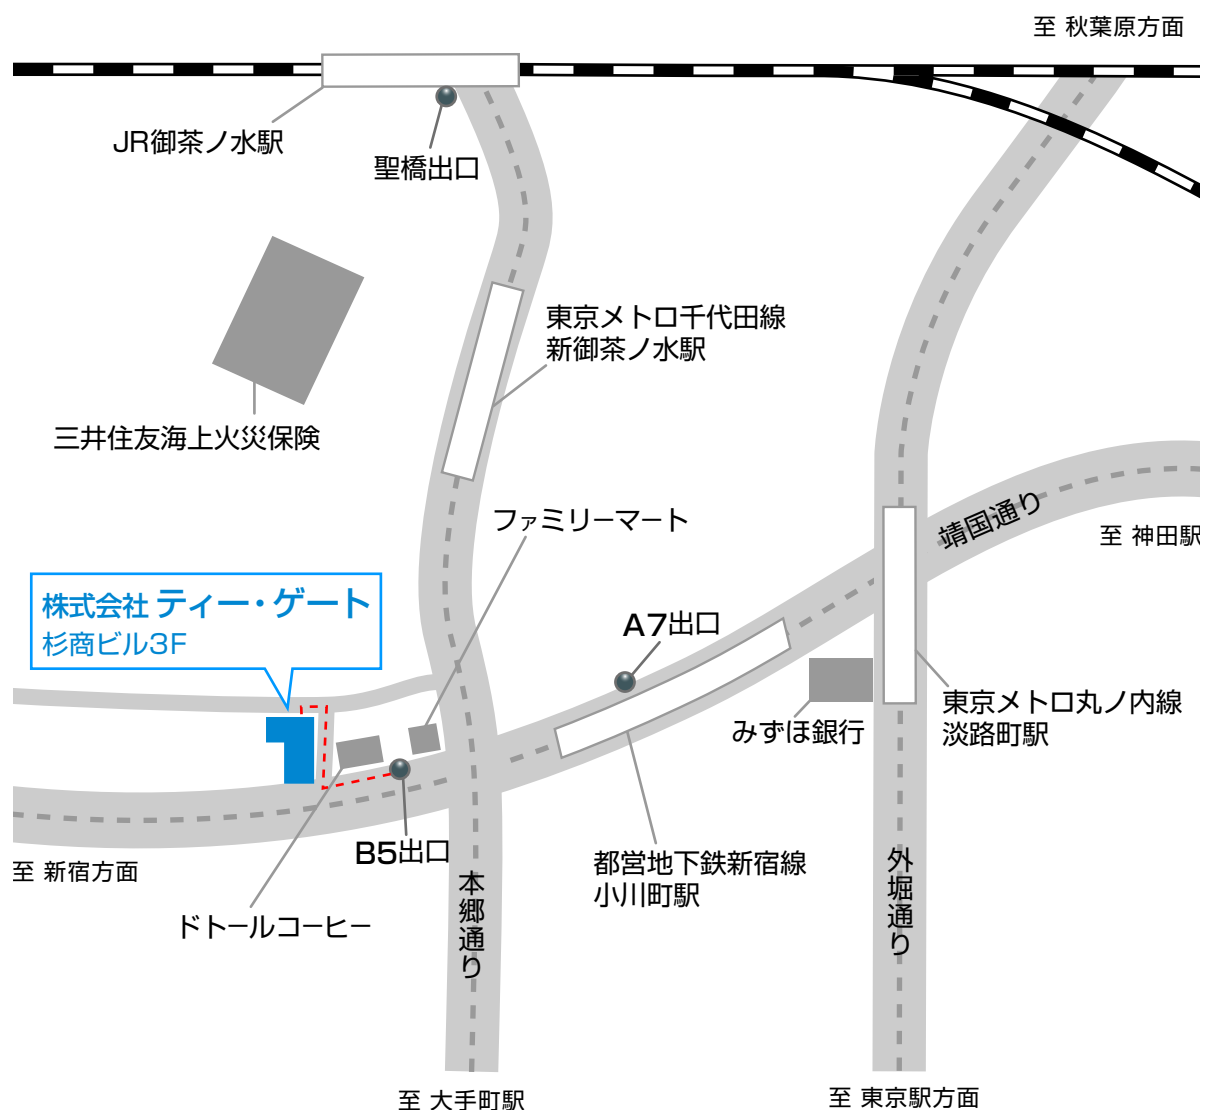 至 秋葉原方面
JR御茶ノ水駅
聖橋出口
東京メトロ千代田線
新御茶ノ水駅
三井住友海上火災保険
ファミリーマート
靖国通り
至 神田駅
株式会社 ティー・ゲート
杉商ビル3F
A7出口
みずほ銀行
東京メトロ丸ノ内線
淡路町駅
B5出口
都営地下鉄新宿線
小川町駅
外堀通り
至 新宿方面
本郷通り
ドトールコーヒー
至 大手町駅
至 東京駅方面